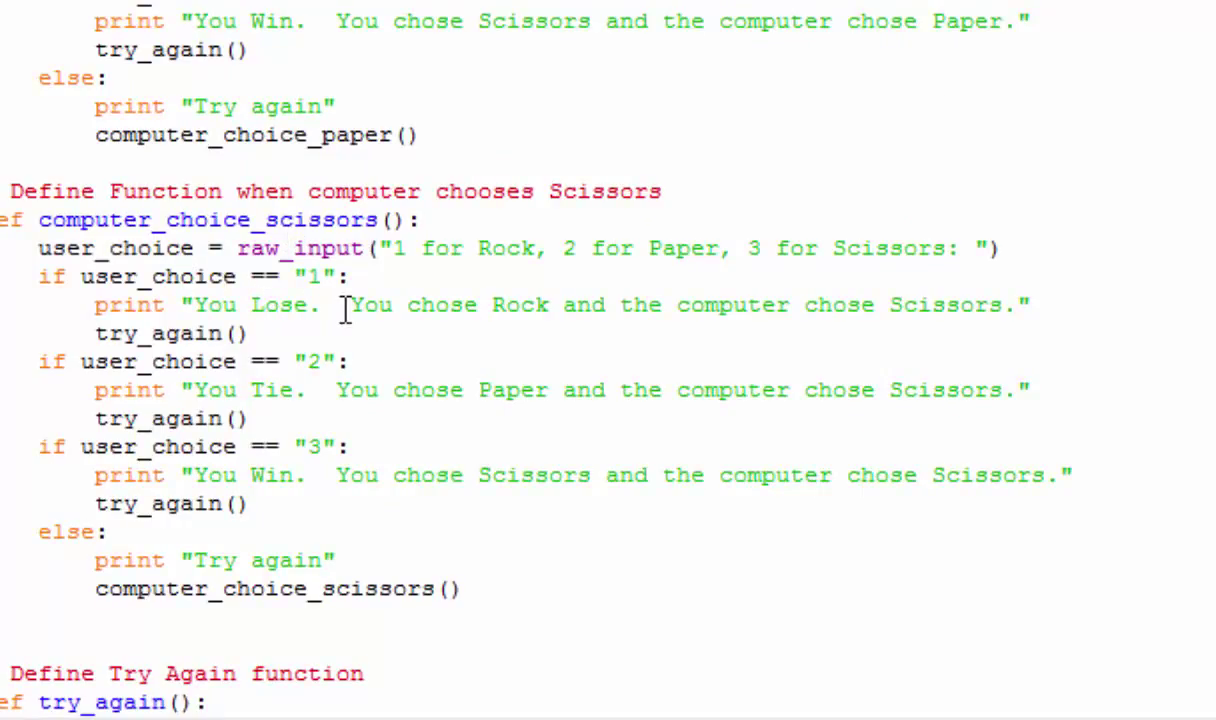 print "You Win.  You chose Scissors and the computer chose Paper."
        try_again()
    else:
        print "Try again"
        computer_choice_paper()

Define Function when computer chooses Scissors
ef computer_choice_scissors():
    user_choice = raw_input("1 for Rock, 2 for Paper, 3 for Scissors: ")
    if user_choice == "1":
        print "You Lose.  You chose Rock and the computer chose Scissors."
        try_again()
    if user_choice == "2":
        print "You Tie.  You chose Paper and the computer chose Scissors."
        try_again()
    if user_choice == "3":
        print "You Win.  You chose Scissors and the computer chose Scissors."
        try_again()
    else:
        print "Try again"
        computer_choice_scissors()

Define Try Again function
ef try_again():